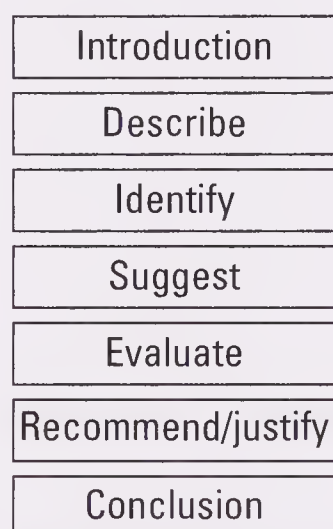 Introduction
Describe
Identify
Suggest
Evaluate
Recommend/justify
Conclusion